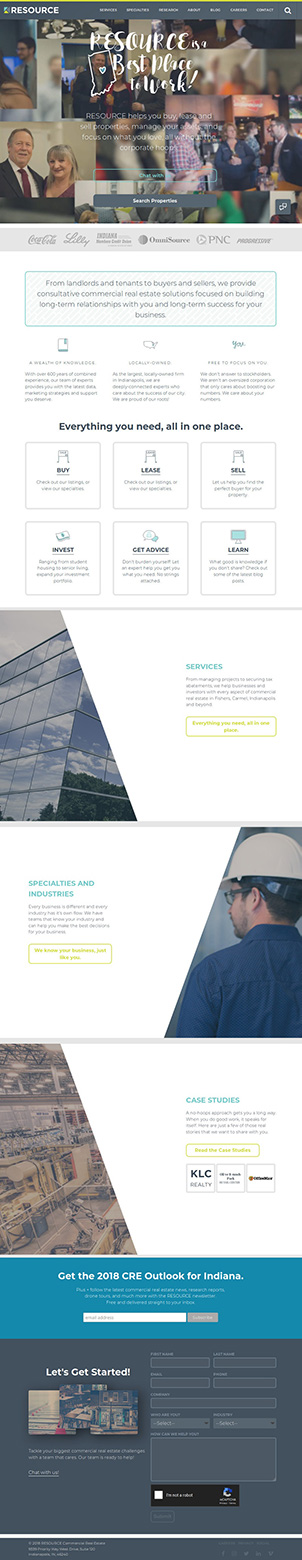 RESOURCE
SERVICES SPECIALTIES RESEARCH ABOUT BLOG CAREERS CONTACT
RESOURCE is a
Best Place
to Work!
RESOURCE helps you buy, lease and
sell properties, manage your assets, and
focus on what you love, all without the
corporate hoops.
Chat with
Search Properties
Coca-Cola Lilly INDIANA OmniSource PNC PROGRESSIVE
From landlords and tenants to buyers and sellers, we provide
consultative commercial real estate solutions focused on building
long-term relationships with you and long-term success for your
business.
you.
A WEALTH OF KNOWLEDGE
With over 600 years of combined
experience, our team of experts
provides you with the latest data,
marketing strategies and support
you deserve.
LOCALLY-OWNED
As the largest, locally-owned firm
in Indianapolis, we are
deeply-connected experts who
care about the success of our city.
We are proud of our roots!
FREE TO FOCUS ON YOU
We don't answer to stockholders.
We aren't an oversized corporation
that only cares about boosting our
numbers. We care about your
numbers.
Everything you need, all in one place.
BUY
Check out our listings, or
view our specialties.
LEASE
Check out our listings, or
view our specialties.
SELL
Let us help you find the
perfect buyer for your
property.
INVEST
Ranging from student
housing to senior living,
expand your investment
portfolio.
GET ADVICE
Don't burden yourself. Let
an expert help you get what
you need. No strings
attached.
LEARN
What good is knowledge if
you don't share? Check out
some of the latest blog
posts.
SERVICES
From managing projects to securing tax
abatements, we help businesses and
investors with every aspect of commercial
real estate in Fishers, Carmel, Indianapolis
and beyond.
Everything you need, all in one
place.
SPECIALTIES AND
INDUSTRIES
Every business is different and every
industry has it's own flow. We have
teams that know your industry and
can help you make the best decisions
for your business.
We know your business, just
like you.
CASE STUDIES
A no-hoops approach gets you a long way.
When you do good work, it speaks for
itself! Here are just a few of those real
stories that we want to share with you.
Read the Case Studies
KLC
REALTY
Park
OfficeMax
Get the 2018 CRE Outlook for Indiana.
Plus + follow the latest commercial real estate news, research reports,
drone tours, and much more with the RESOURCE newsletter.
Free and delivered straight to your inbox.
email address
Subscribe
Let's Get Started!
Tackle your biggest commercial real estate challenges
with a team that cares. Our team is ready to help!
Chat with us!
FIRST NAME LAST NAME
EMAIL PHONE
COMPANY
WHO ARE YOU? INDUSTRY
--Select-- --Select--
HOW CAN WE HELP YOU?
I'm not a robot
reCAPTCHA
Privacy - Terms
Submit
© 2018 RESOURCE Commercial Real Estate
Indianapolis, IN 46240